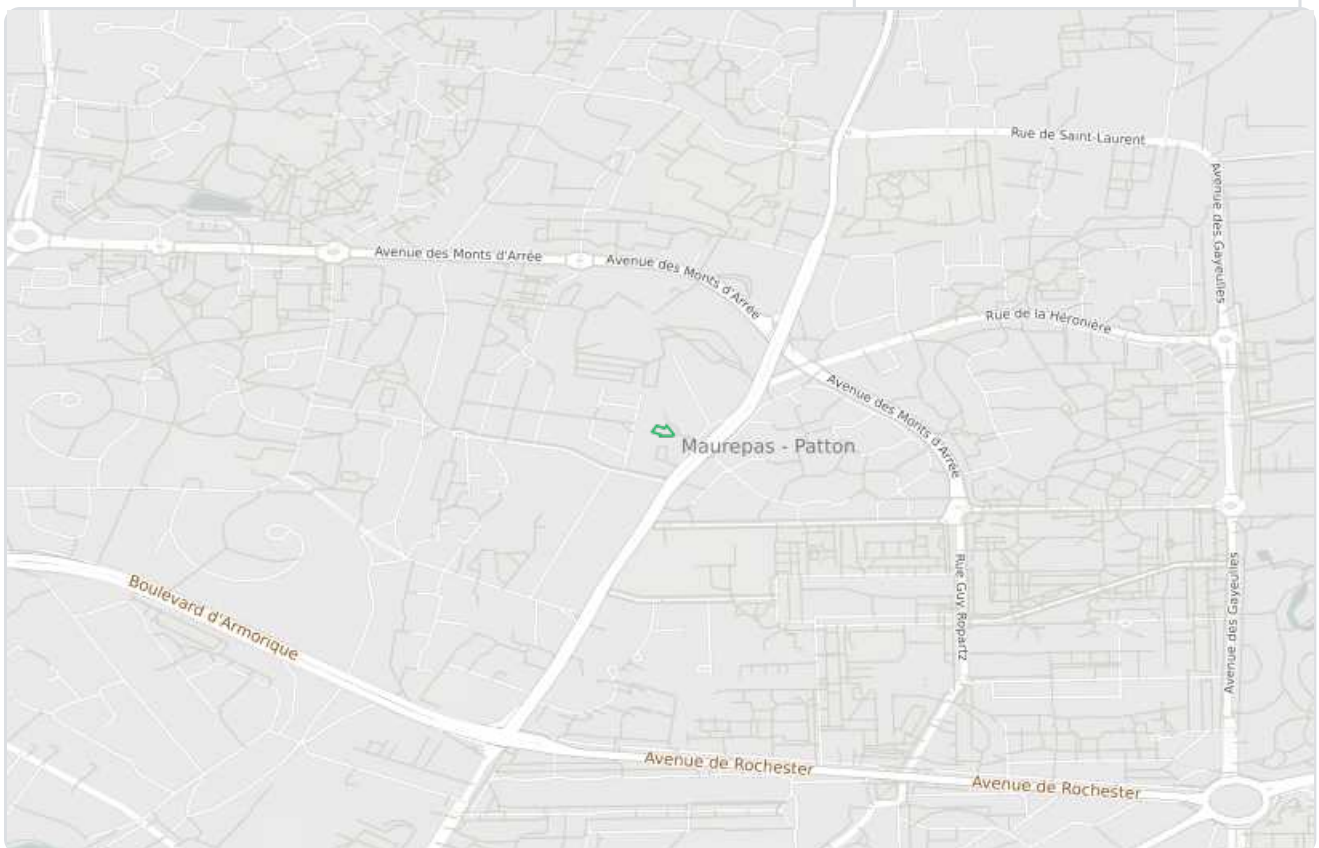 Rue de Saint-Laurent
Avenue des Gayeulles
Avenue des Monts d'Arrée
Avenue des Monts d'Arrée
Rue de la Héronière
Avenue des Monts d'Arrée
Maurepas - Patton
Boulevard d'Armorique
Rue Guy Ropartz
Avenue des Gayeulles
Avenue de Rochester
Avenue de Rochester